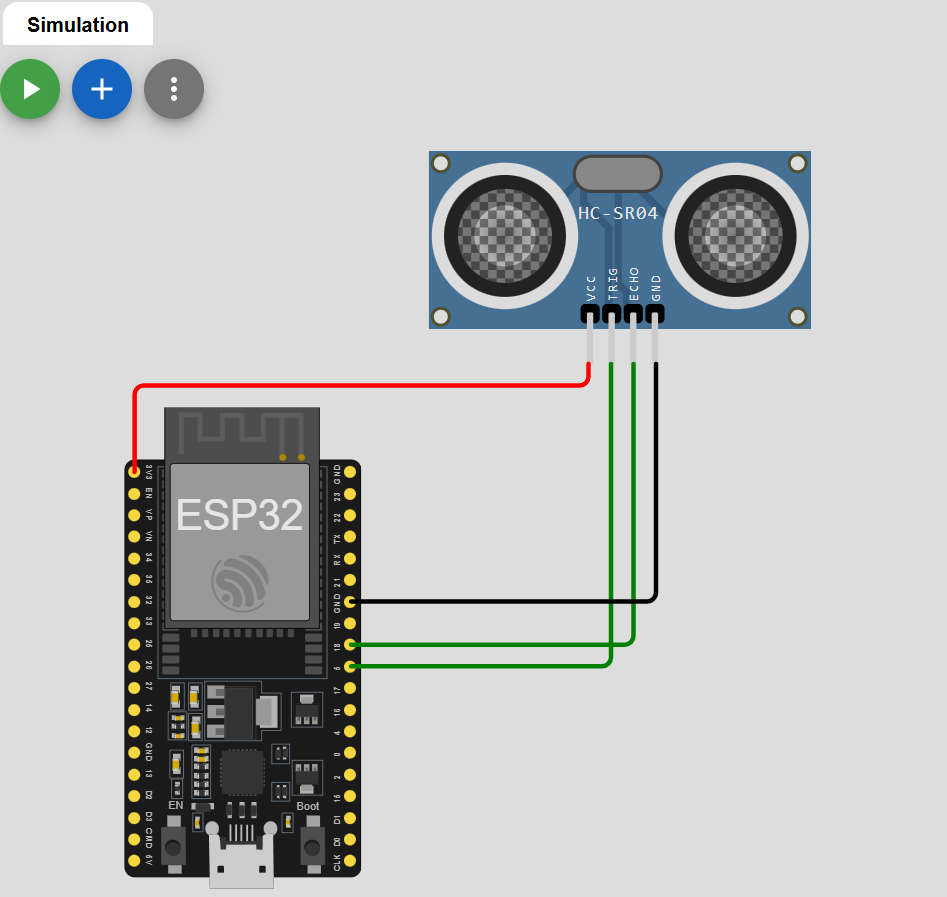 Simulation
HC-SR04
VCC
TRIG
ECHO
GND
ESP32
3V3
EN
VP
VN
34
35
32
33
25
26
27
14
12
GND
13
D2
D3
CMD
5V
GND
23
22
TX
RX
21
GND
19
18
5
17
16
4
0
2
15
D1
D0
CLK
EN
Boot